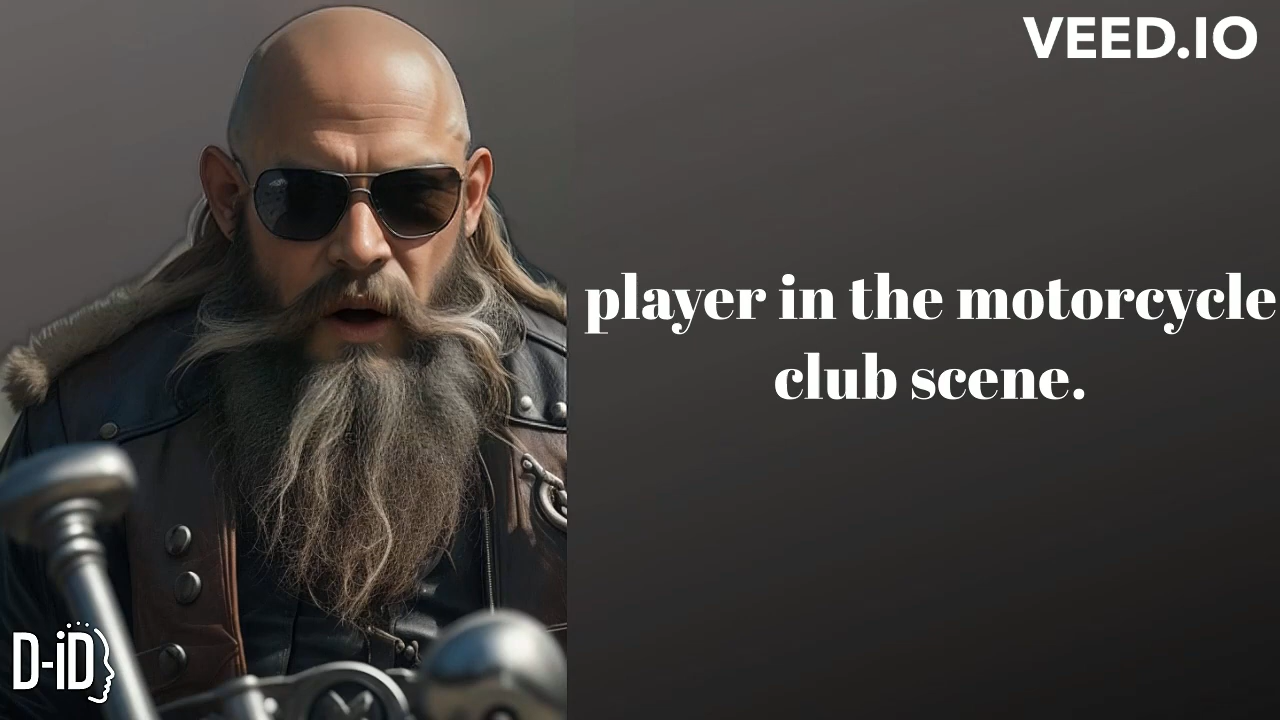 VEED.IO
player in the motorcycle
club scene.
D-iD